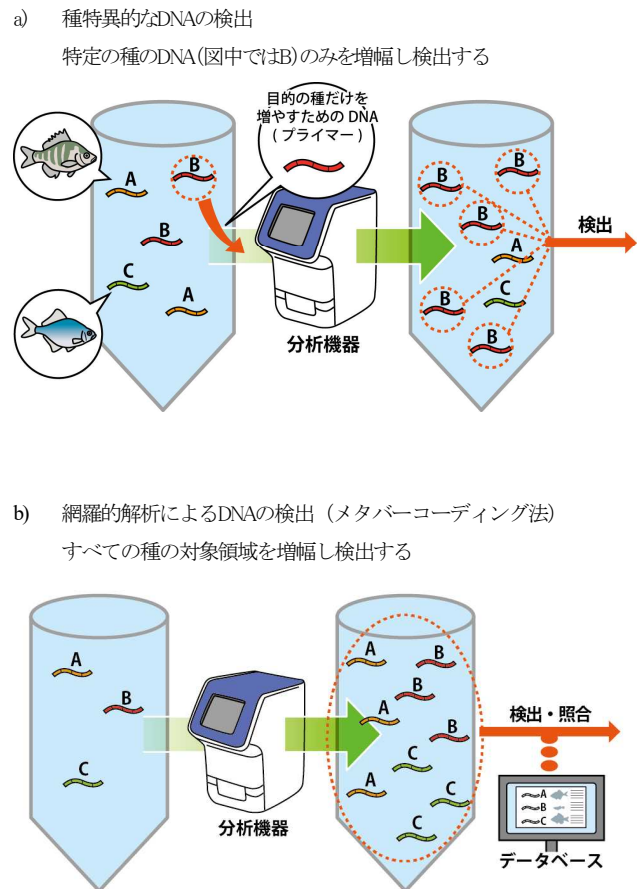 a) 種特異的なDNAの検出
特定の種のDNA(図中ではB)のみを増幅し検出する
目的の種だけを
増やすための DNA
( プライマー )
A
B
B
C
A
分析機器
B
B
B
A
C
B
B
検出
b) 網羅的解析によるDNAの検出（メタバーコーディング法）
すべての種の対象領域を増幅し検出する
A
B
C
分析機器
A
B
B
A
B
C
A
C
C
検出・照合
A
B
C
データベース